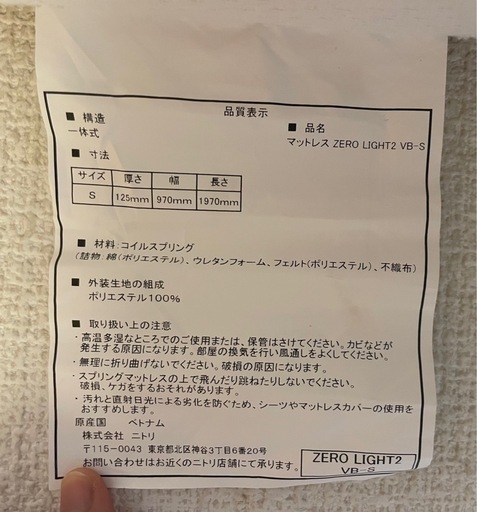 品質表示
■ 構造
一体式
■ 品名
マットレス ZERO LIGHT2 VB-S
■ 寸法
サイズ 厚さ 幅 長さ
S 125mm 970mm 1970mm
■ 材料:コイルスプリング
(詰物:綿(ポリエステル)、ウレタンフォーム、フェルト(ポリエステル)、不織布)
■ 外装生地の組成
ポリエステル100%
■ 取り扱い上の注意
・高温多湿なところでのご使用または、保管はさけてください。カビなどが
発生する原因になります。部屋の換気を行い風通しをよくしてください。
・無理に折り曲げないでください。破損の原因になります。
・スプリングマットレスの上で飛んだり跳ねたりしないでください。
破損、ケガをするおそれがあります。
・汚れと直射日光による劣化を防ぐため、シーツやマットレスカバーの使用を
おすすめします。
原産国 ベトナム
株式会社 ニトリ
〒115-0043 東京都北区神谷3丁目6番20号
お問い合わせはお近くのニトリ店舗にて承ります。
ZERO LIGHT2
VB-S